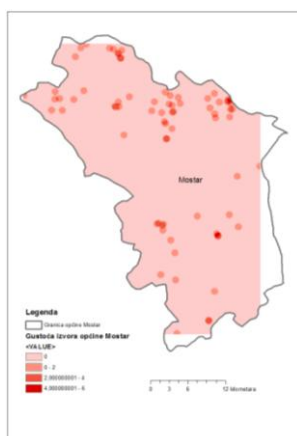 Mostar
Legenda
Granica općine Mostar
Gustoća izvora općine Mostar
<VALUE>
0
0 - 2
2,000000001 - 4
4,000000001 - 6
0 3 6 12 Kilometara